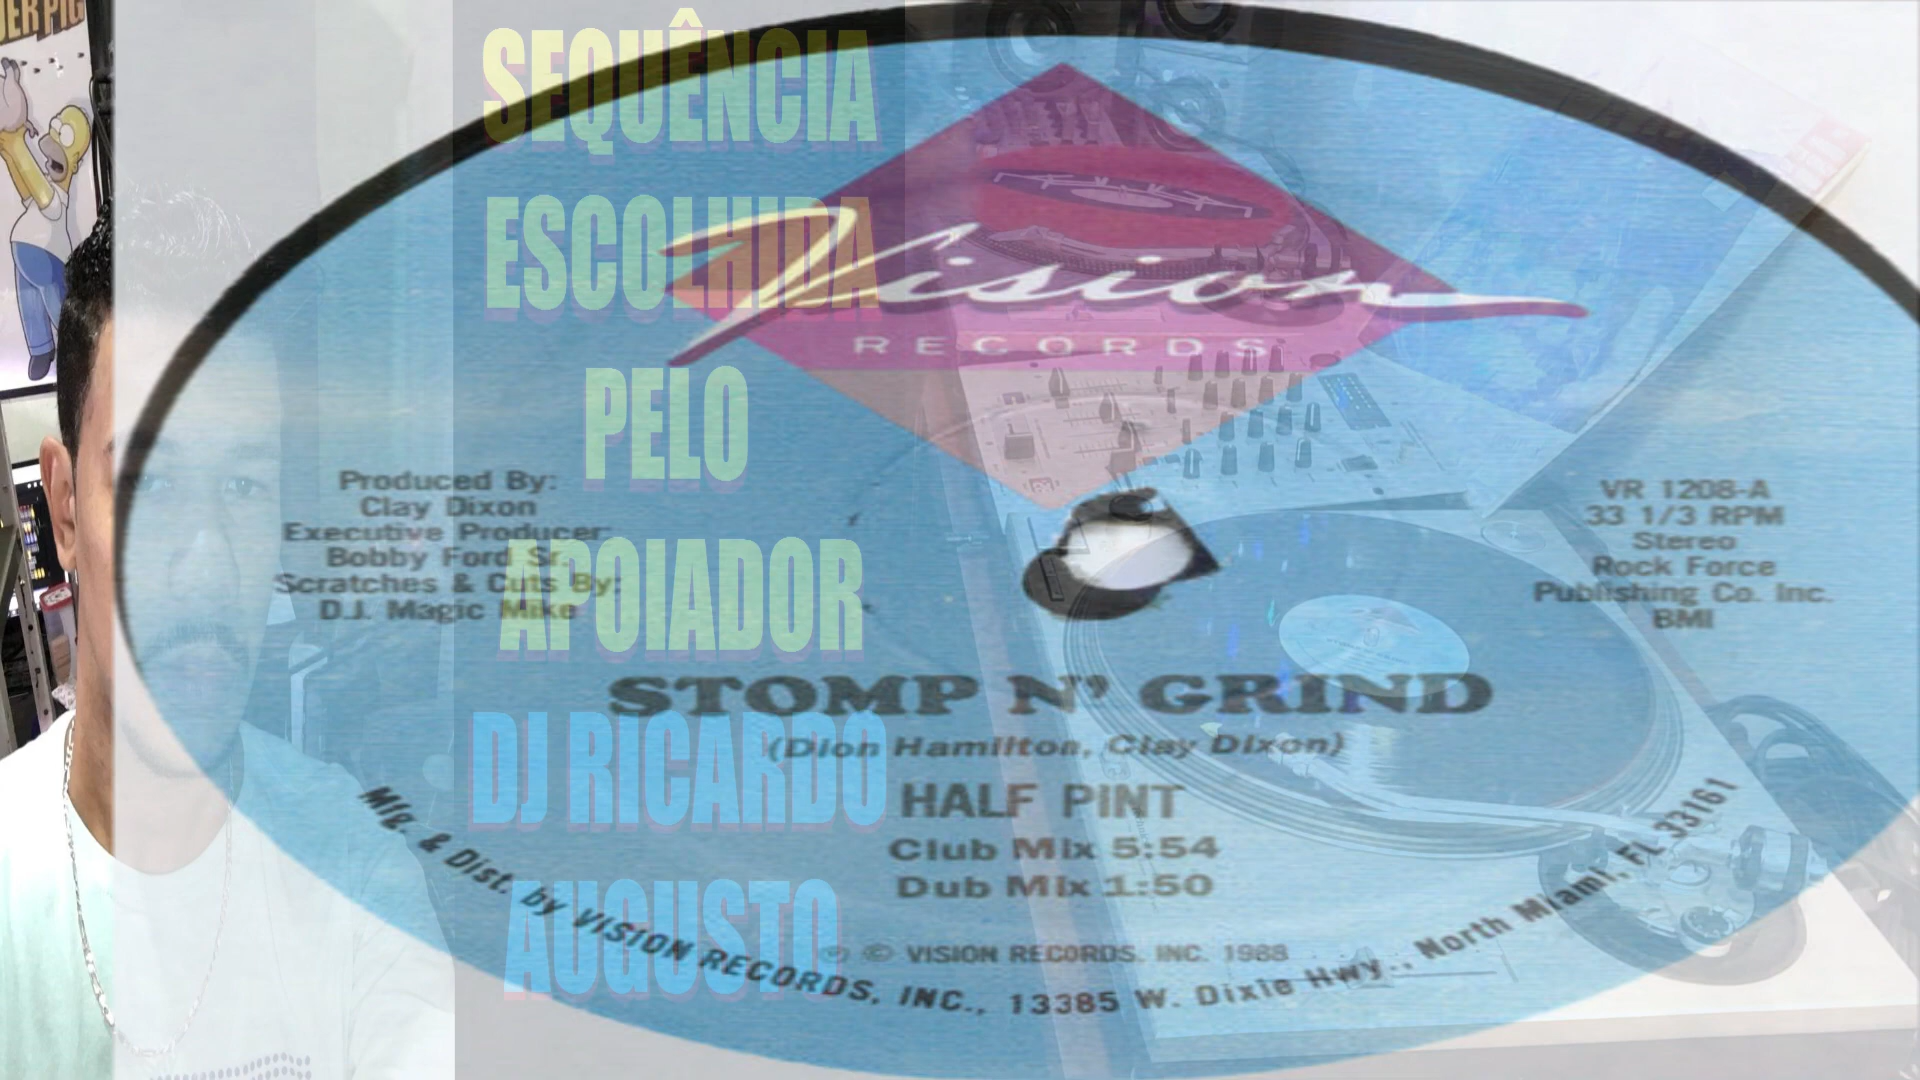 SEQUÊNCIA
ESCOLHIDA
PELO
APOIADOR
DJ RICARDO
AUGUSTO
Vision
RECORDS
Produced By:
Clay Dixon
Executive Producer:
Bobby Ford Sr.
Scratches & Cuts By:
D.J. Magic Mike
VR 1208-A
33 1/3 RPM
Stereo
Rock Force
Publishing Co. Inc.
BMI
STOMP N' GRIND
(Dion Hamilton, Clay Dixon)
HALF PINT
Club Mix 5:54
Dub Mix 1:50
℗ © VISION RECORDS, INC. 1988
Mfg. & Dist. by VISION RECORDS, INC., 13385 W. Dixie Hwy., North Miami, FL 33161